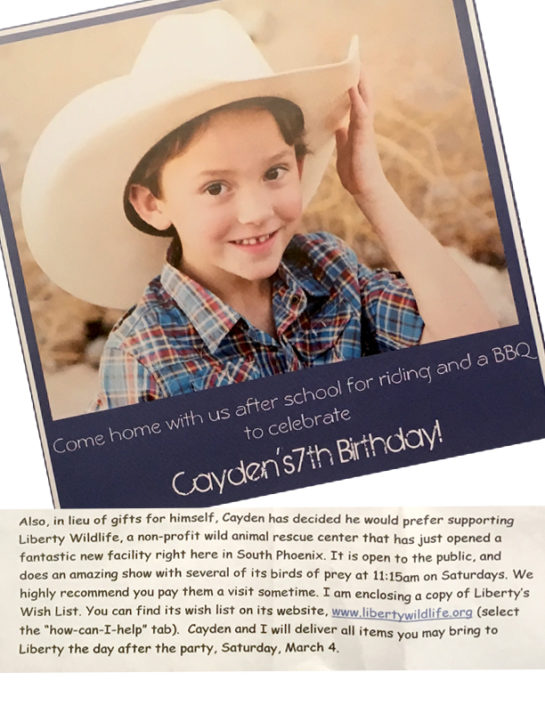 Come home with us after school for riding and a BBQ
to celebrate
Cayden's7th Birthday!
Also, in lieu of gifts for himself, Cayden has decided he would prefer supporting
Liberty Wildlife, a non-profit wild animal rescue center that has just opened a
fantastic new facility right here in South Phoenix. It is open to the public, and
does an amazing show with several of its birds of prey at 11:15am on Saturdays. We
highly recommend you pay them a visit sometime. I am enclosing a copy of Liberty's
Wish List. You can find its wish list on its website, www.libertywildlife.org (select
the "how-can-I-help" tab). Cayden and I will deliver all items you may bring to
Liberty the day after the party, Saturday, March 4.